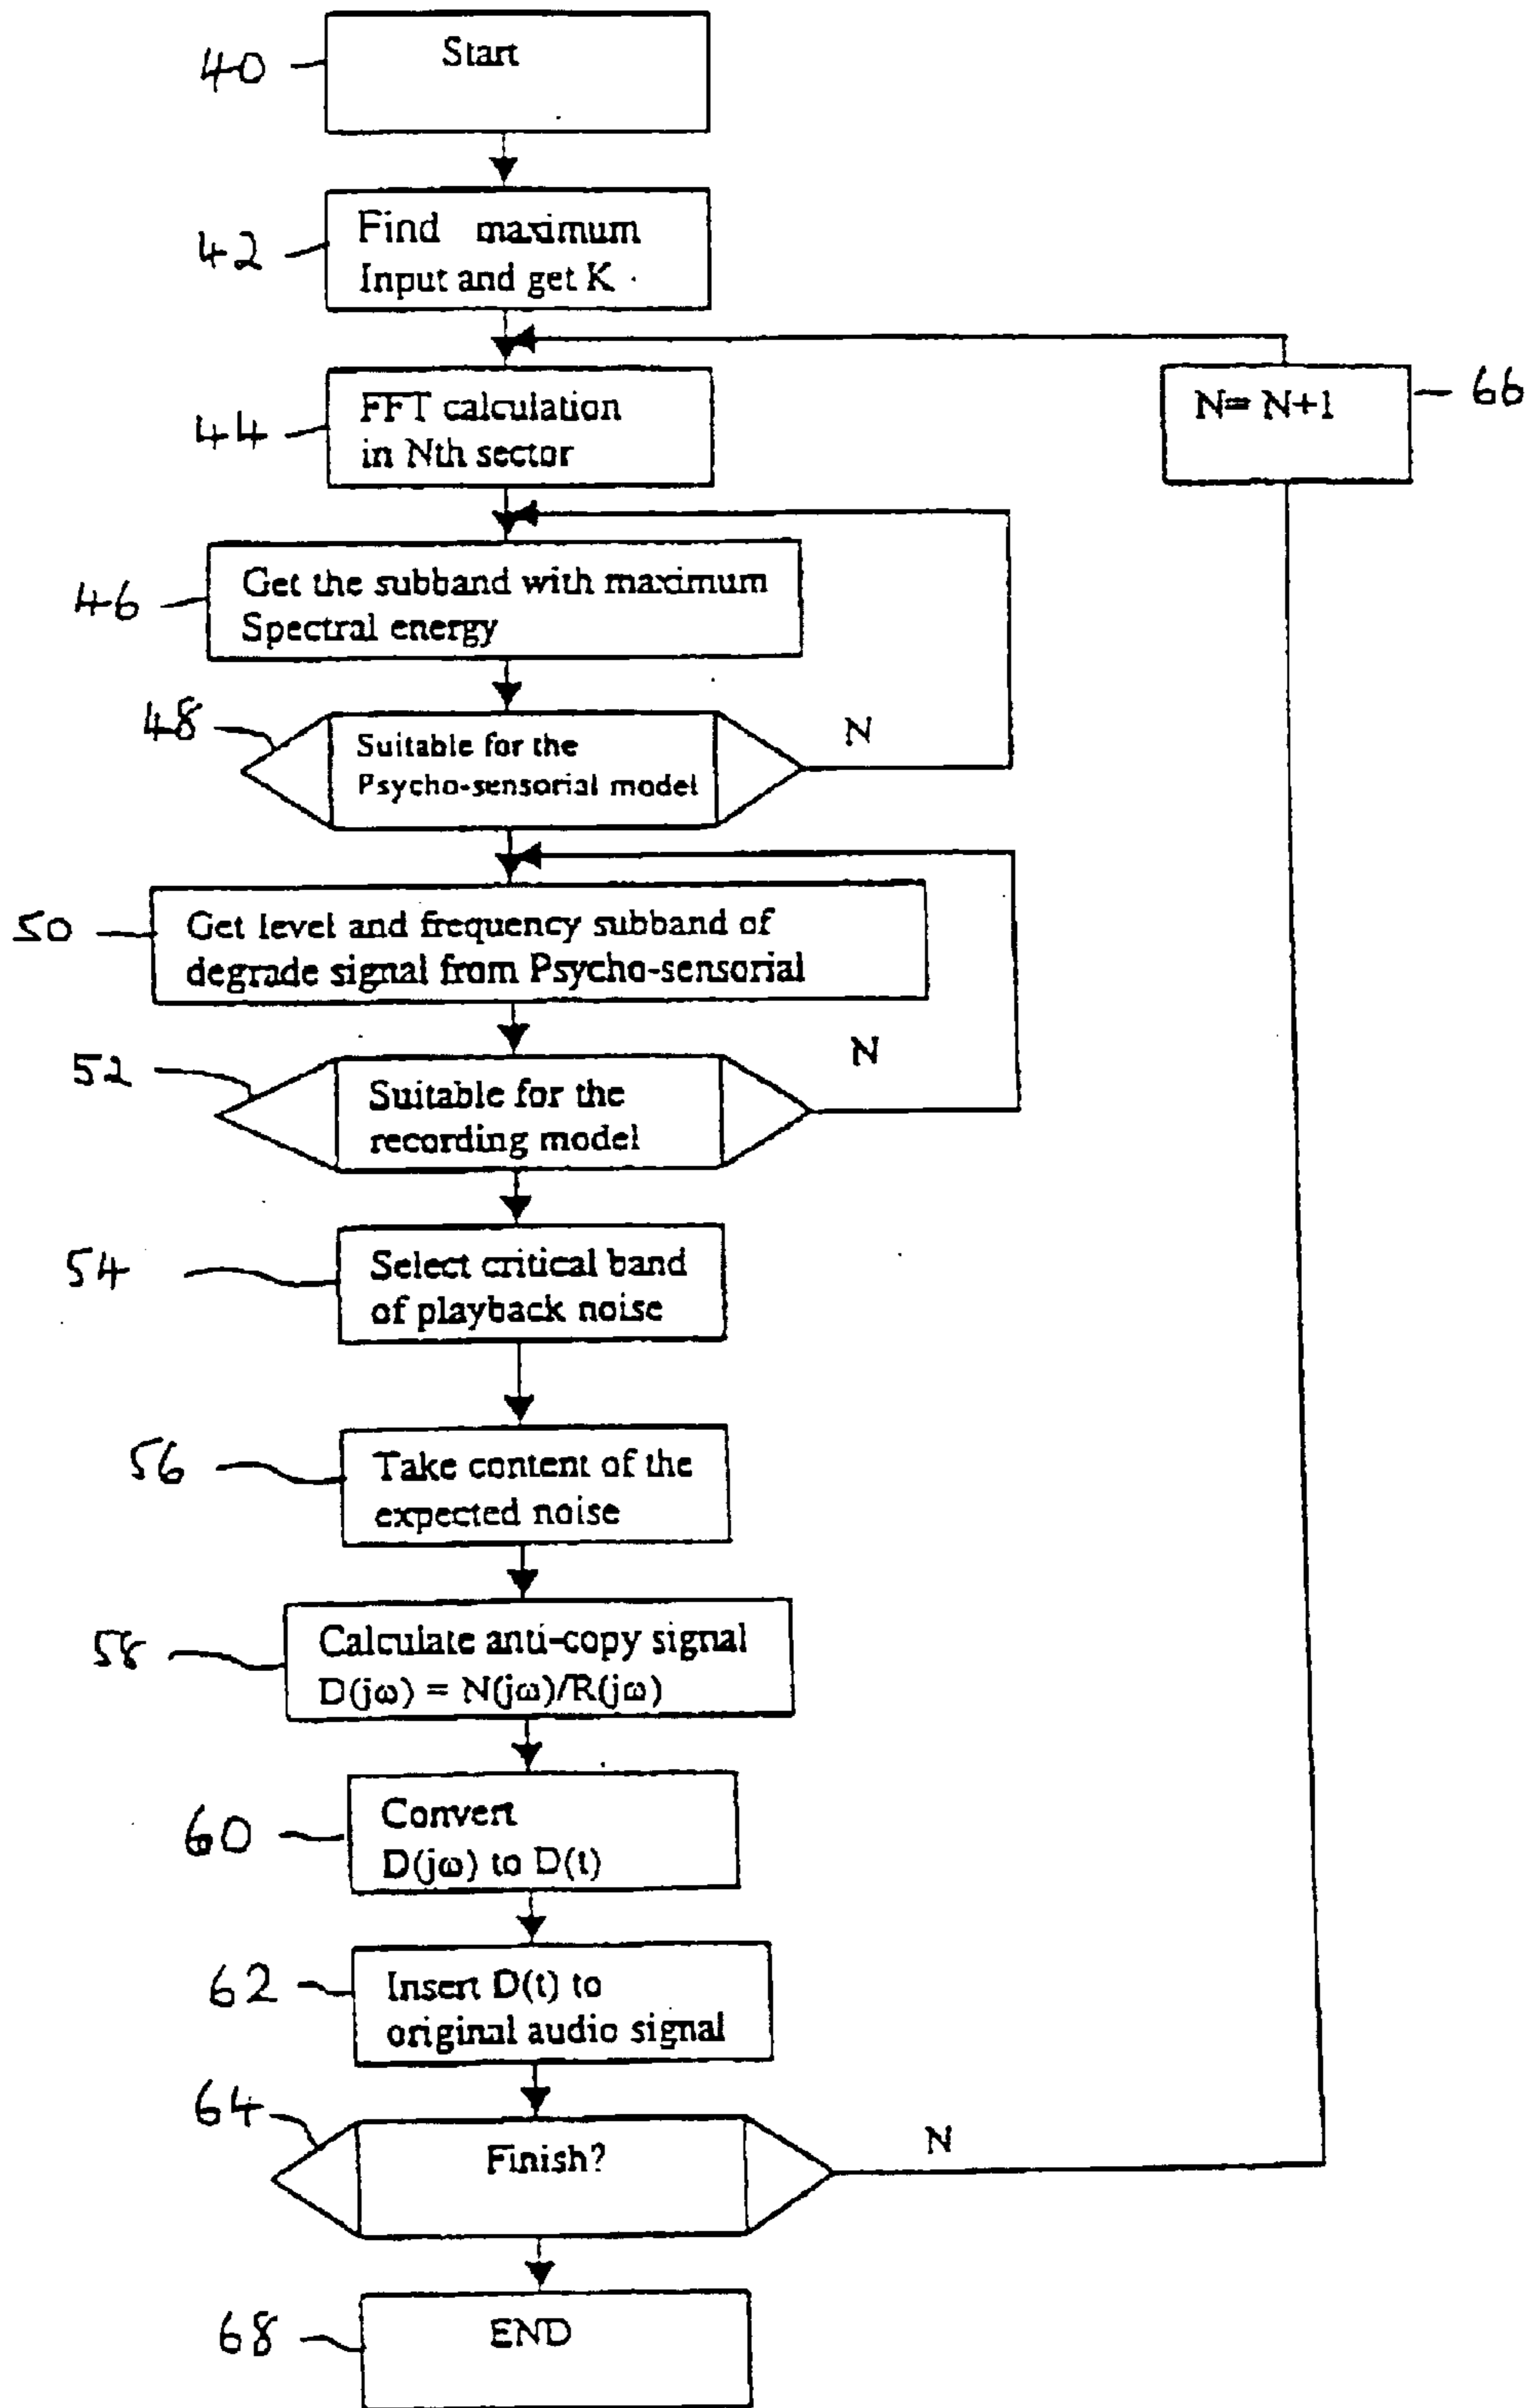 40
Start
42
Find maximum
Input and get K
44
FFT calculation
in Nth sector
N= N+1
66
46
Get the subband with maximum
Spectral energy
48
Suitable for the
Psycho-sensorial model
N
50
Get level and frequency subband of
degrade signal from Psycho-sensorial
52
Suitable for the
recording model
N
54
Select critical band
of playback noise
56
Take content of the
expected noise
58
Calculate anti-copy signal
D(jω) = N(jω)/R(jω)
60
Convert
D(jω) to D(t)
62
Insert D(t) to
original audio signal
64
Finish?
N
68
END